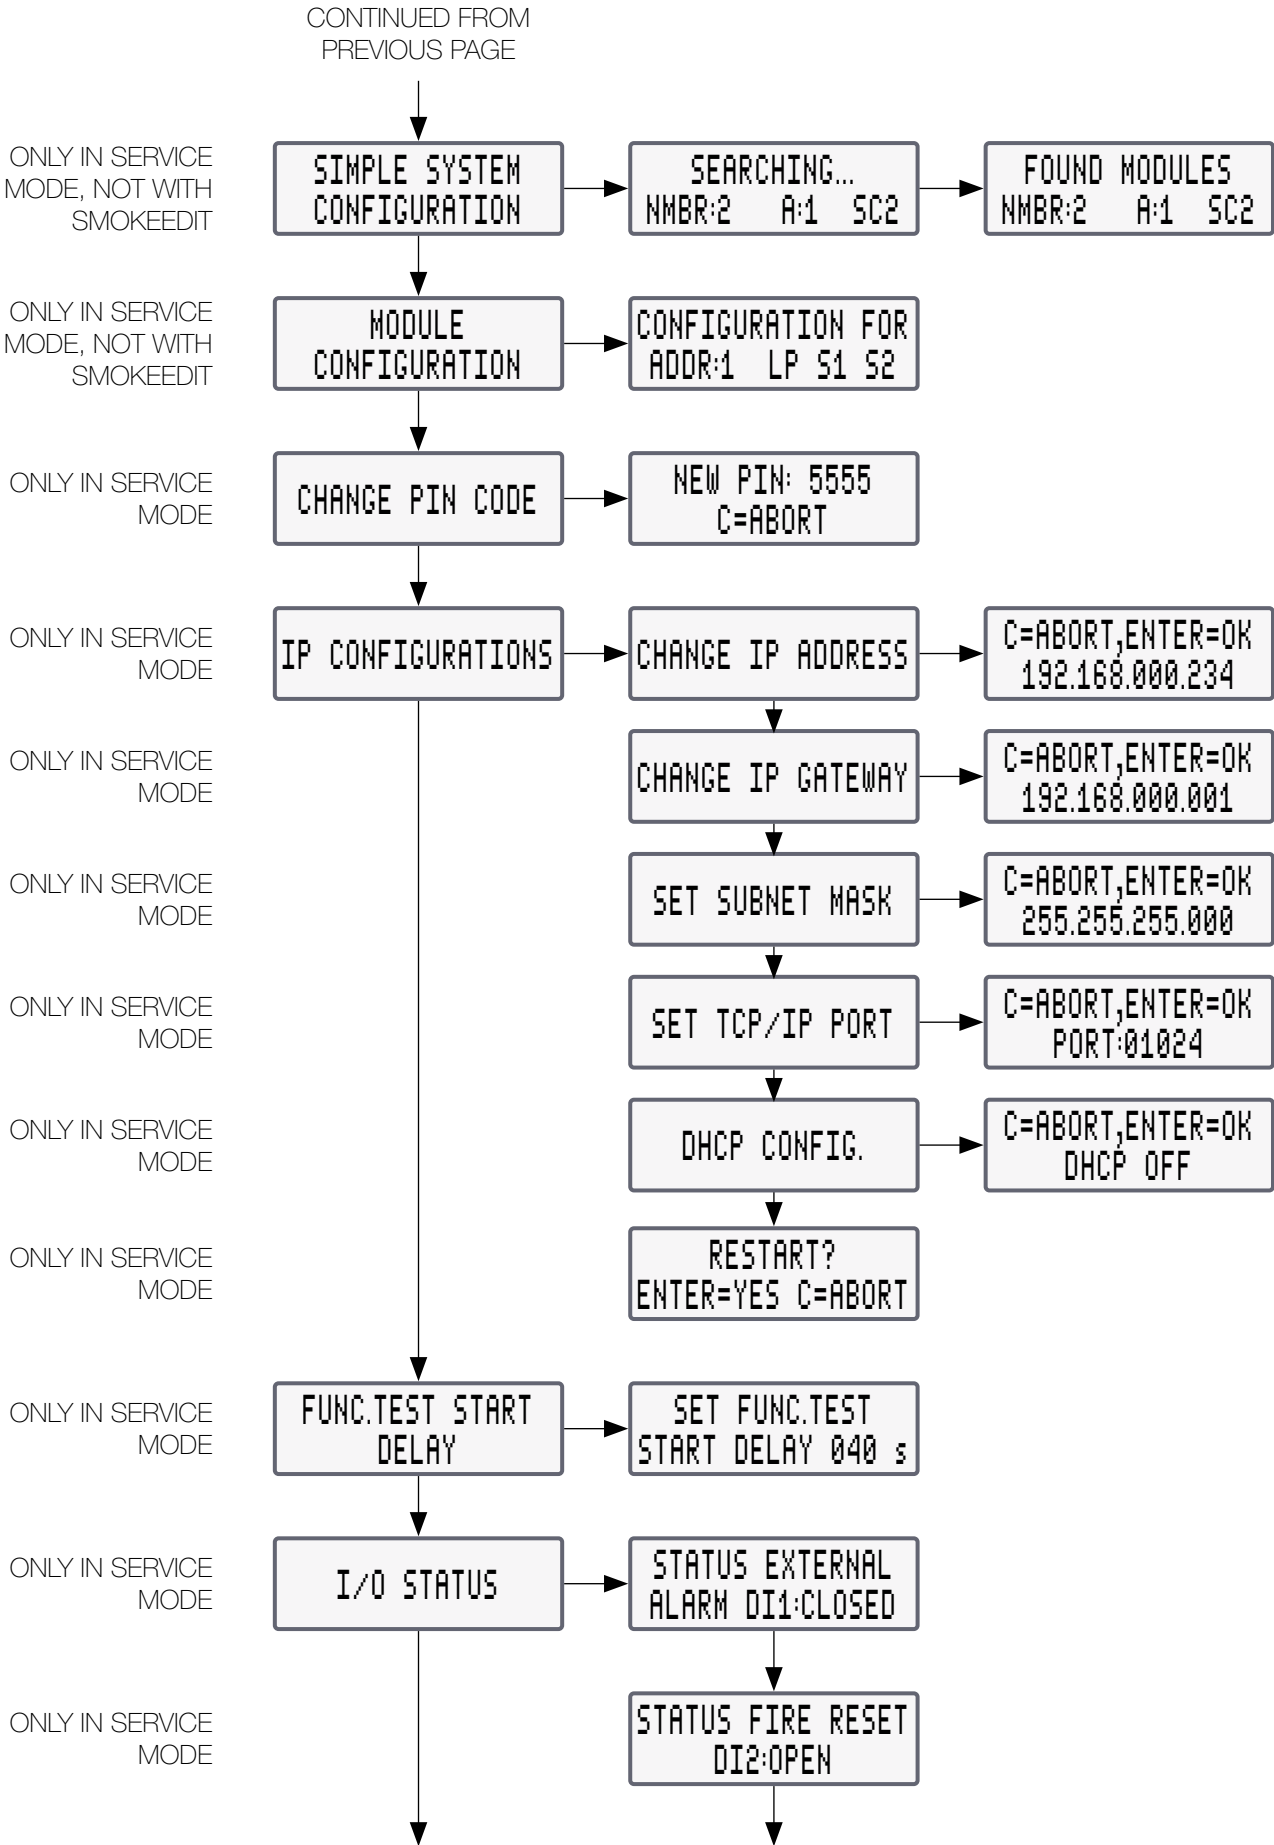 CONTINUED FROM
PREVIOUS PAGE
ONLY IN SERVICE
MODE, NOT WITH
SMOKEEDIT
SIMPLE SYSTEM
CONFIGURATION
SEARCHING...
NMBR:2 A:1 SC2
FOUND MODULES
NMBR:2 A:1 SC2
ONLY IN SERVICE
MODE, NOT WITH
SMOKEEDIT
MODULE
CONFIGURATION
CONFIGURATION FOR
ADDR:1 LP S1 S2
ONLY IN SERVICE
MODE
CHANGE PIN CODE
NEW PIN: 5555
C=ABORT
ONLY IN SERVICE
MODE
IP CONFIGURATIONS
CHANGE IP ADDRESS
C=ABORT,ENTER=OK
192.168.000.234
ONLY IN SERVICE
MODE
CHANGE IP GATEWAY
C=ABORT,ENTER=OK
192.168.000.001
ONLY IN SERVICE
MODE
SET SUBNET MASK
C=ABORT,ENTER=OK
255.255.255.000
ONLY IN SERVICE
MODE
SET TCP/IP PORT
C=ABORT,ENTER=OK
PORT:01024
ONLY IN SERVICE
MODE
DHCP CONFIG.
C=ABORT,ENTER=OK
DHCP OFF
ONLY IN SERVICE
MODE
RESTART?
ENTER=YES C=ABORT
ONLY IN SERVICE
MODE
FUNC.TEST START
DELAY
SET FUNC.TEST
START DELAY 040 s
ONLY IN SERVICE
MODE
I/O STATUS
STATUS EXTERNAL
ALARM DI1:CLOSED
ONLY IN SERVICE
MODE
STATUS FIRE RESET
DI2:OPEN